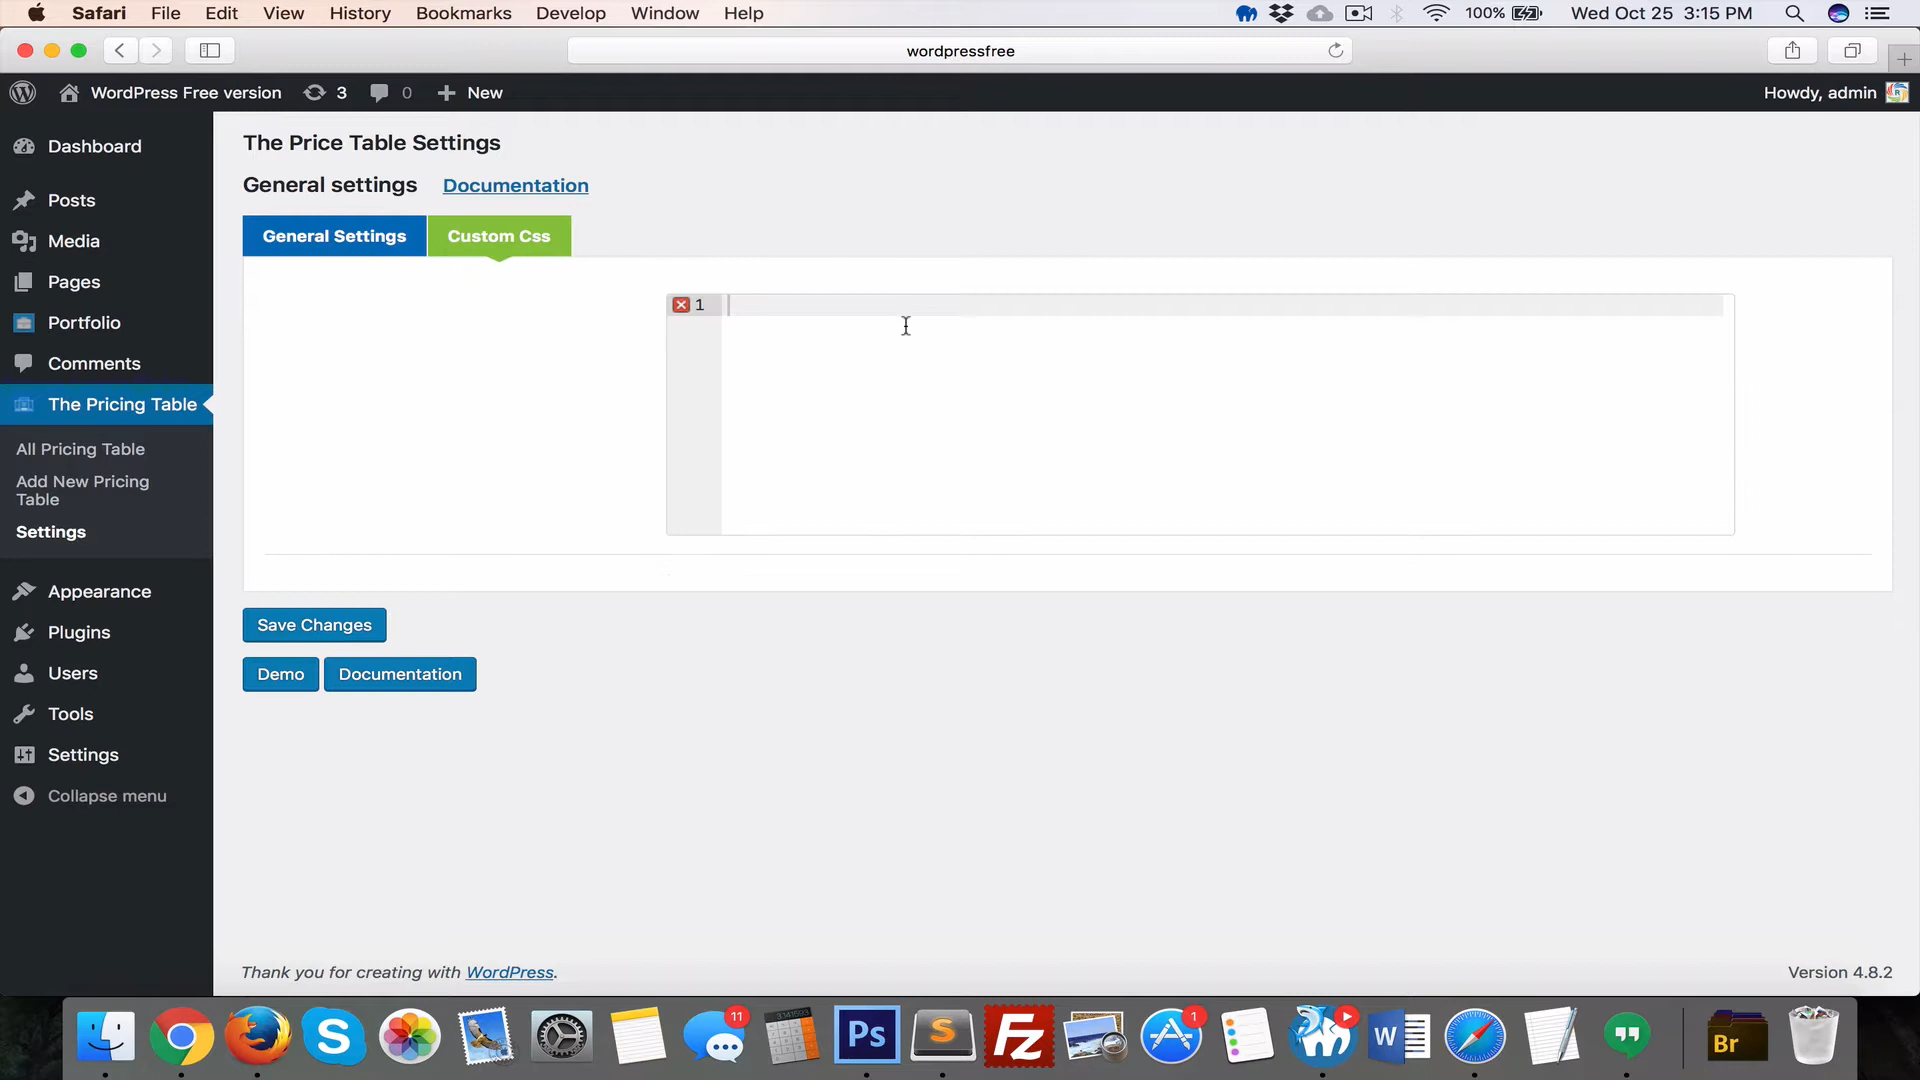 Safari File Edit View History Bookmarks Develop Window Help 100% Wed Oct 25 3:15 PM
wordpressfree
WordPress Free version 3 0 New Howdy, admin
Dashboard
Posts
Media
Pages
Portfolio
Comments
The Pricing Table
All Pricing Table
Add New Pricing
Table
Settings
Appearance
Plugins
Users
Tools
Settings
Collapse menu
The Price Table Settings
General settings Documentation
General Settings Custom Css
1
Save Changes
Demo Documentation
Thank you for creating with WordPress. Version 4.8.2
11
3.141593
1
Ps
S
Fz
W
Br